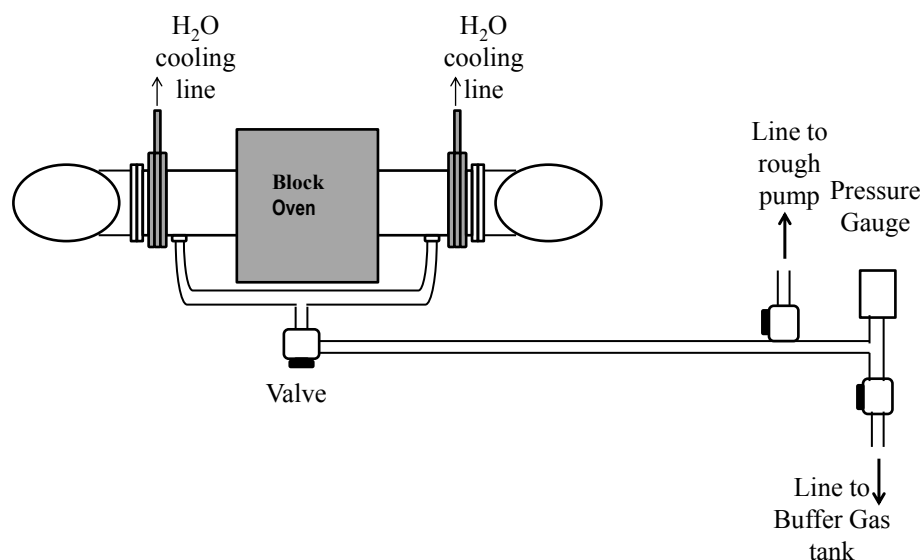 H₂O
cooling
line
H₂O
cooling
line
Block
Oven
Valve
Line to
rough
pump
Pressure
Gauge
Line to
Buffer Gas
tank